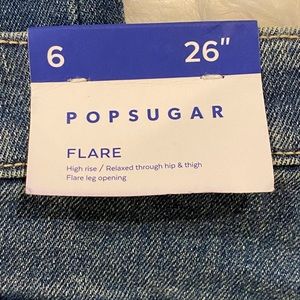 6 26"
POPSUGAR
FLARE
High rise / Relaxed through hip & thigh
Flare leg opening